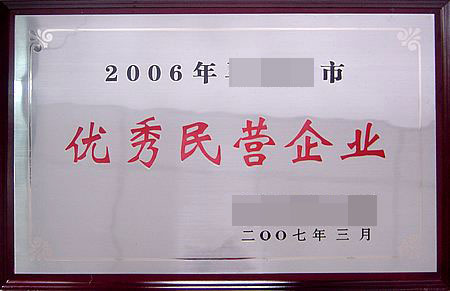 2006年 市
优秀民营企业
二〇〇七年三月